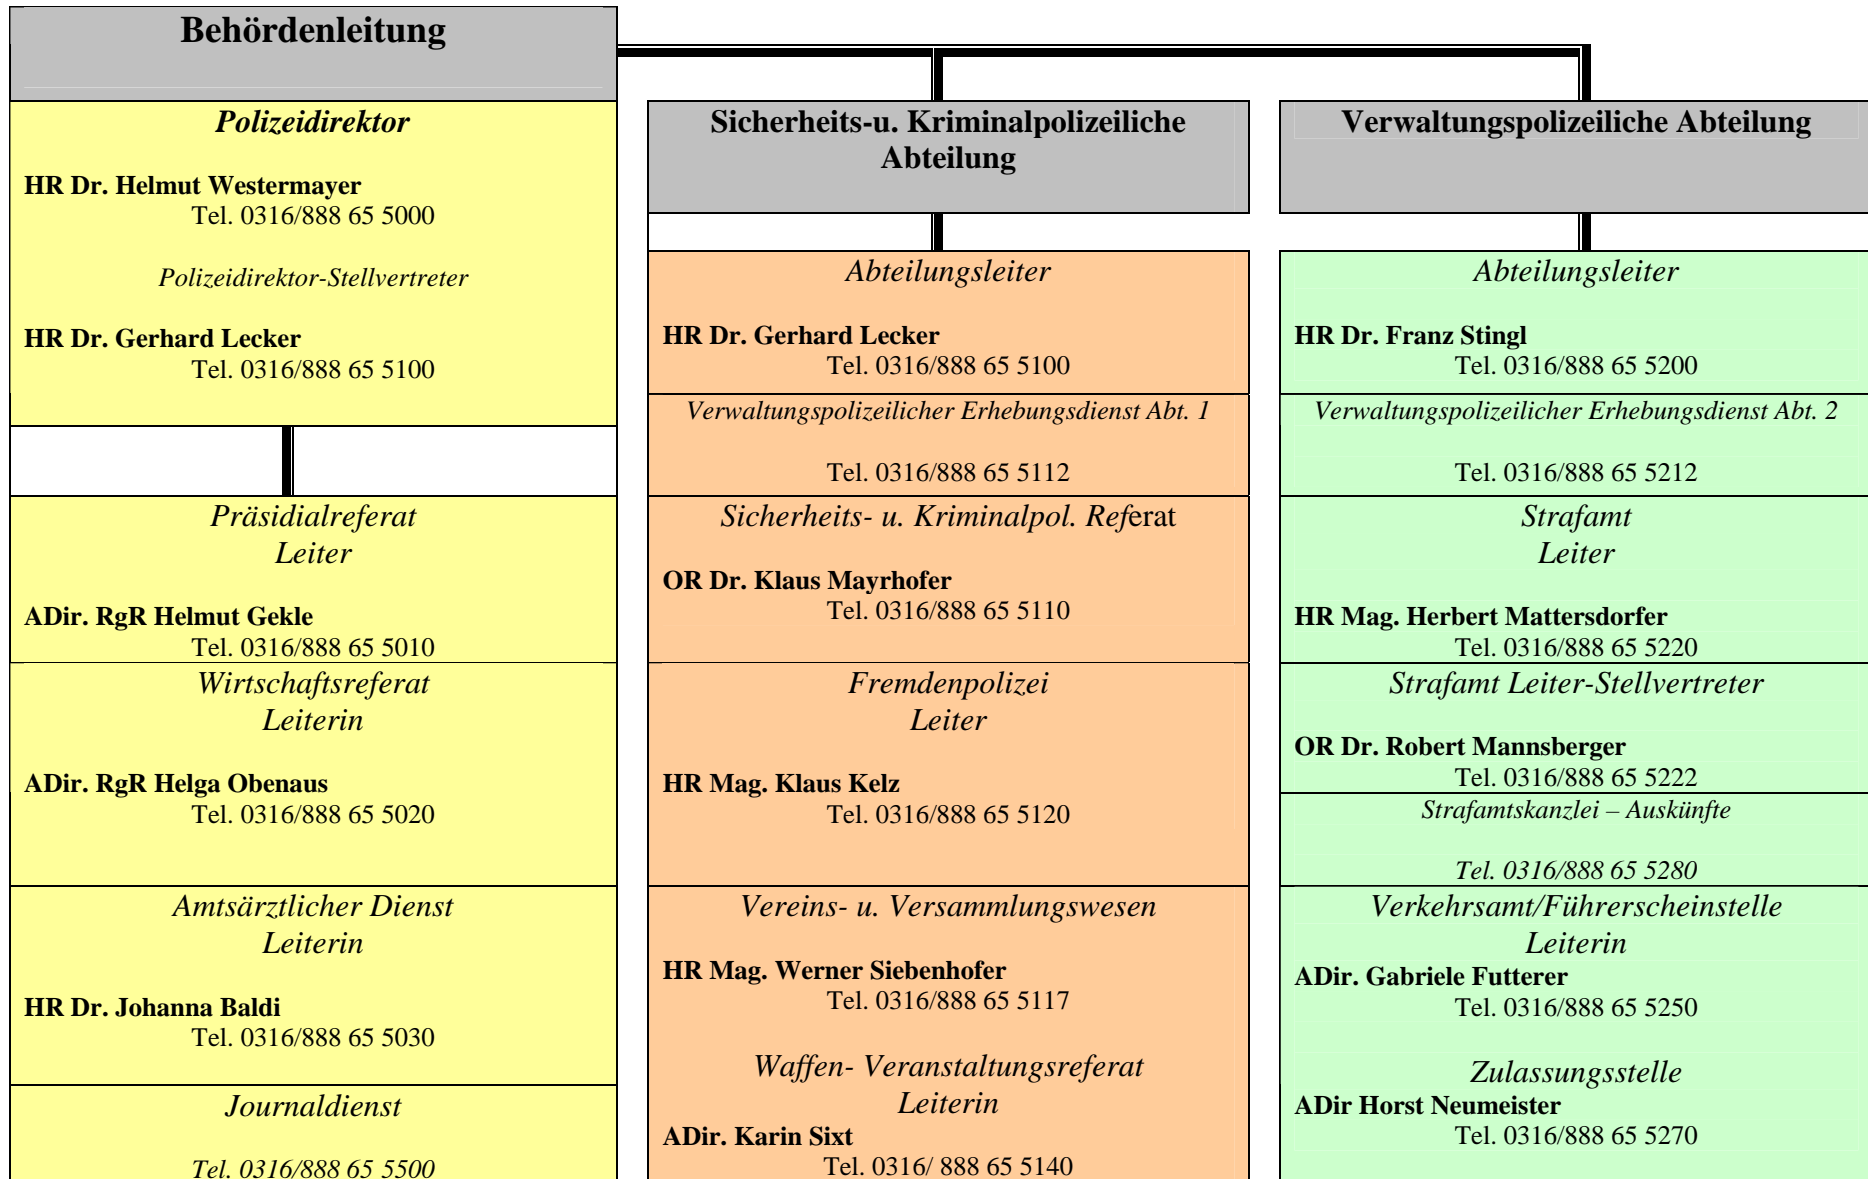 Behördenleitung
Polizeidirektor
HR Dr. Helmut Westermayer
Tel. 0316/888 65 5000
Polizeidirektor-Stellvertreter
HR Dr. Gerhard Lecker
Tel. 0316/888 65 5100
Präsidialreferat
Leiter
ADir. RgR Helmut Gekle
Tel. 0316/888 65 5010
Wirtschaftsreferat
Leiterin
ADir. RgR Helga Obenaus
Tel. 0316/888 65 5020
Amtsärztlicher Dienst
Leiterin
HR Dr. Johanna Baldi
Tel. 0316/888 65 5030
Journaldienst
Tel. 0316/888 65 5500
Sicherheits-u. Kriminalpolizeiliche
Abteilung
Abteilungsleiter
HR Dr. Gerhard Lecker
Tel. 0316/888 65 5100
Verwaltungspolizeilicher Erhebungsdienst Abt. 1
Tel. 0316/888 65 5112
Sicherheits- u. Kriminalpol. Referat
OR Dr. Klaus Mayrhofer
Tel. 0316/888 65 5110
Fremdenpolizei
Leiter
HR Mag. Klaus Kelz
Tel. 0316/888 65 5120
Vereins- u. Versammlungswesen
HR Mag. Werner Siebenhofer
Tel. 0316/888 65 5117
Waffen- Veranstaltungsreferat
Leiterin
ADir. Karin Sixt
Tel. 0316/ 888 65 5140
Verwaltungspolizeiliche Abteilung
Abteilungsleiter
HR Dr. Franz Stingl
Tel. 0316/888 65 5200
Verwaltungspolizeilicher Erhebungsdienst Abt. 2
Tel. 0316/888 65 5212
Strafamt
Leiter
HR Mag. Herbert Mattersdorfer
Tel. 0316/888 65 5220
Strafamt Leiter-Stellvertreter
OR Dr. Robert Mannsberger
Tel. 0316/888 65 5222
Strafamtskanzlei – Auskünfte
Tel. 0316/888 65 5280
Verkehrsamt/Führerscheinstelle
Leiterin
ADir. Gabriele Futterer
Tel. 0316/888 65 5250
Zulassungsstelle
ADir Horst Neumeister
Tel. 0316/888 65 5270